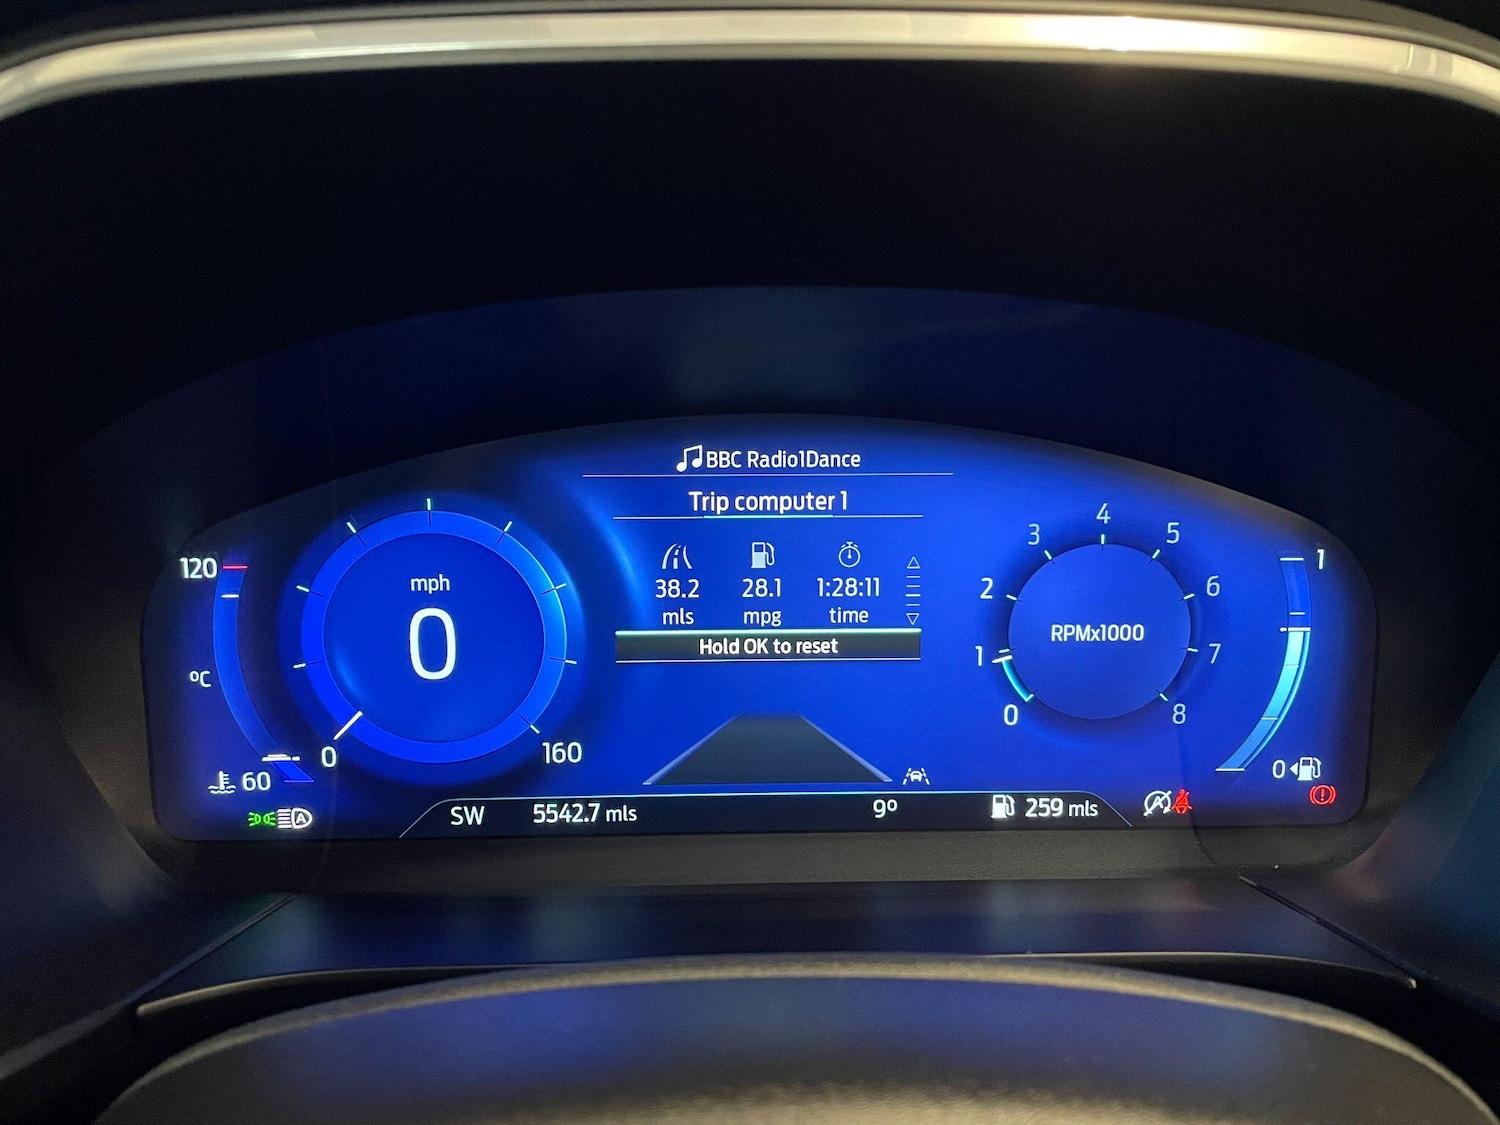 BBC Radio1Dance
Trip computer 1
38.2 28.1 1:28:11
mls mpg time
Hold OK to reset
120
ºC
60
mph
0
0 160
0 1 2 3 4 5 6 7 8
RPMx1000
1
0
A
SW 5542.7 mls 9º 259 mls
A